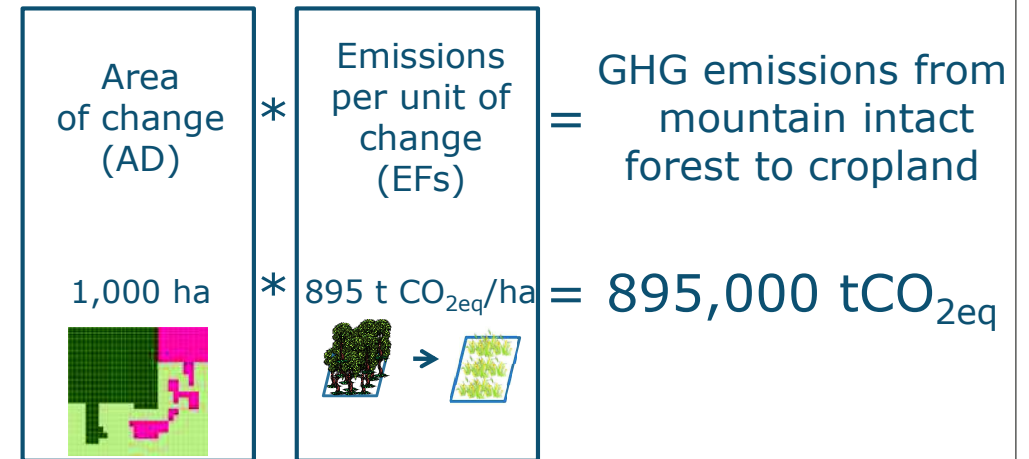 Area
of change
(AD)
*
Emissions
per unit of
change
(EFs)
=
GHG emissions from
mountain intact
forest to cropland
1,000 ha
*
895 t CO₂eq/ha
=
895,000 tCO₂eq